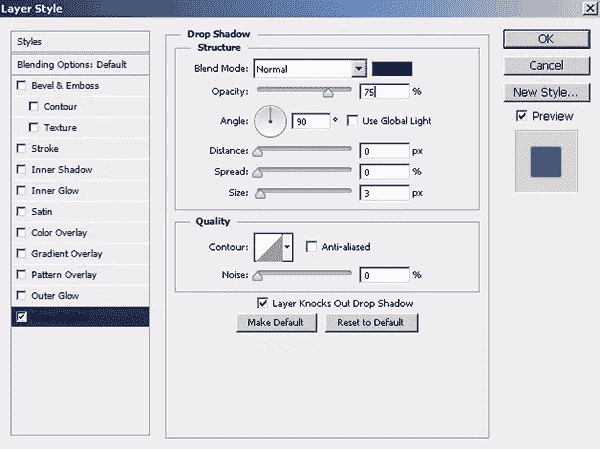 Layer Style
Styles
Blending Options: Default
Bevel & Emboss
Contour
Texture
Stroke
Inner Shadow
Inner Glow
Satin
Color Overlay
Gradient Overlay
Pattern Overlay
Outer Glow
Drop Shadow
Structure
Blend Mode: Normal
Opacity: 75 %
Angle: 90 ° Use Global Light
Distance: 0 px
Spread: 0 %
Size: 3 px
Quality
Contour: Anti-aliased
Noise: 0 %
Layer Knocks Out Drop Shadow
Make Default Reset to Default
OK
Cancel
New Style...
Preview